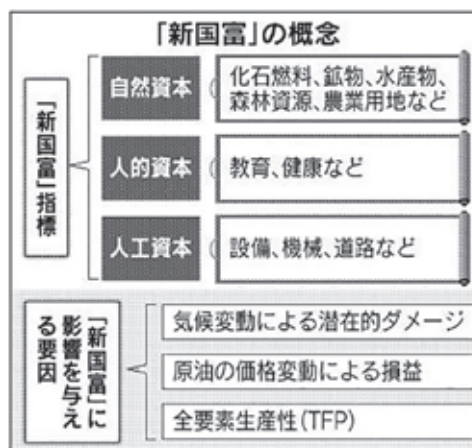 「新国富」の概念
「新国富」指標
自然資本
化石燃料、鉱物、水産物、
森林資源、農業用地など
人的資本
教育、健康など
人工資本
設備、機械、道路など
「新国富」に
影響を与え
る要因
気候変動による潜在的ダメージ
原油の価格変動による損益
全要素生産性(TFP)